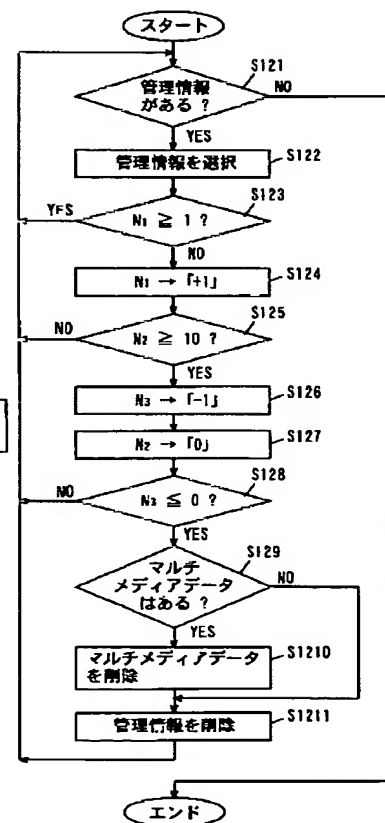 スタート
S121
管理情報
がある ?
NO
YES
管理情報を選択
S122
S123
YES
N₁ ≧ 1 ?
NO
N₁ → 「+1」
S124
S125
NO
N₂ ≧ 10 ?
YES
N₃ → 「-1」
S126
N₂ → 「0」
S127
S128
NO
N₃ ≦ 0 ?
YES
S129
マルチ
メディアデータ
はある ?
NO
YES
マルチメディアデータ
を削除
S1210
管理情報を削除
S1211
エンド